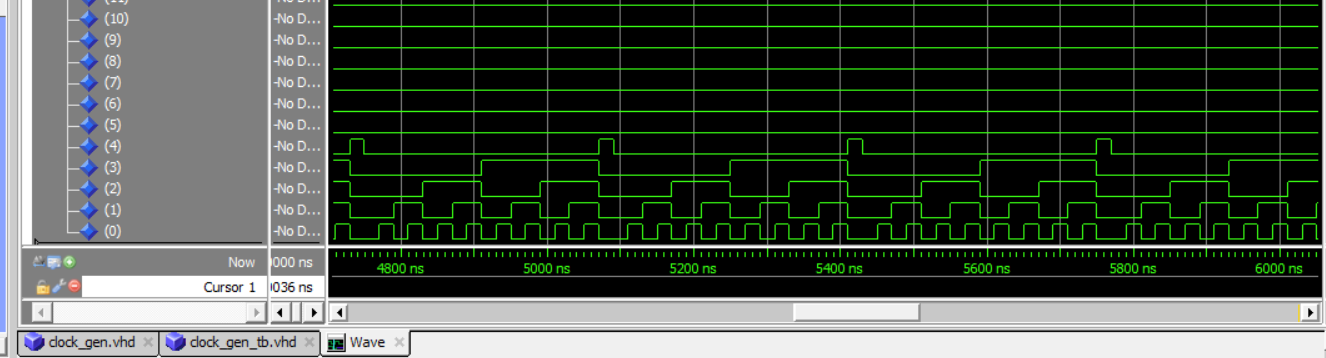 (11) -No D...
(10) -No D...
(9) -No D...
(8) -No D...
(7) -No D...
(6) -No D...
(5) -No D...
(4) -No D...
(3) -No D...
(2) -No D...
(1) -No D...
(0) -No D...
Now 000 ns 4800 ns 5000 ns 5200 ns 5400 ns 5600 ns 5800 ns 6000 ns
Cursor 1 036 ns
clock_gen.vhd clock_gen_tb.vhd Wave